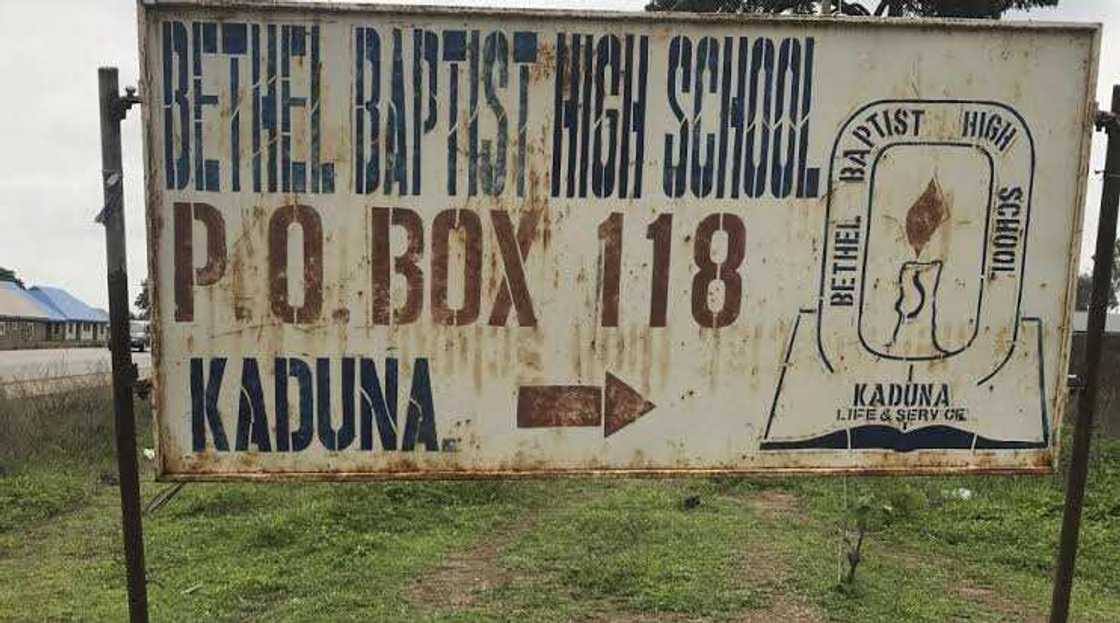 BETHEL BAPTIST HIGH SCHOOL
P.O. BOX 118
KADUNA.
BETHEL BAPTIST HIGH SCHOOL
KADUNA
LIFE & SERVICE